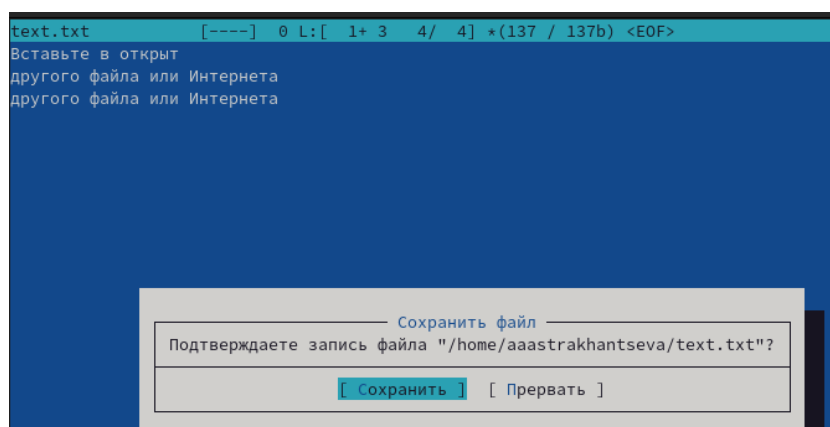 text.txt [----] 0 L:[ 1+ 3 4/ 4] *(137 / 137b) <EOF>
Вставьте в открыт
другого файла или Интернета
другого файла или Интернета
Сохранить файл
Подтверждаете запись файла "/home/aaastrakhantseva/text.txt"?
[ Сохранить ] [ Прервать ]